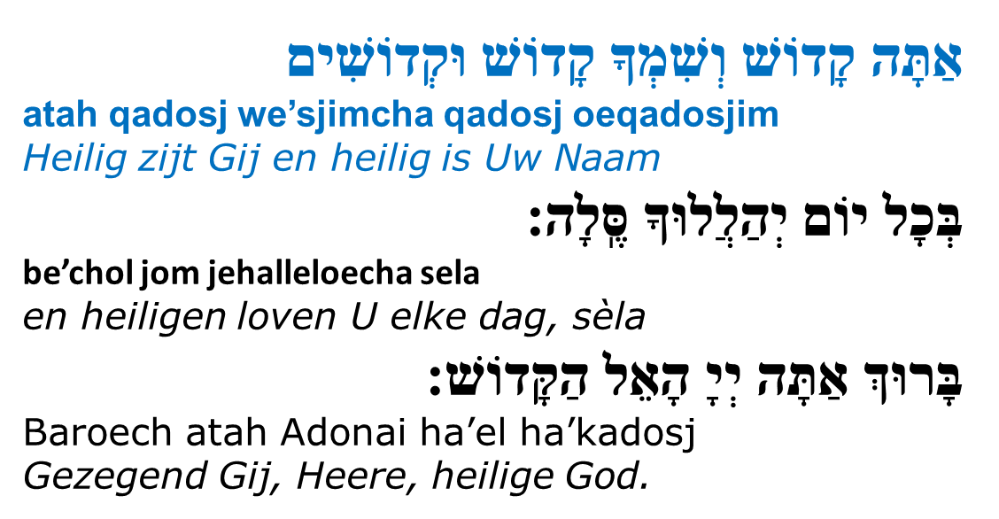 אַתָּה קָדוֹשׁ וְשִׁמְךָ קָדוֹשׁ וּקְדוֹשִׁים
atah qadosj we’sjimcha qadosj oeqadosjim
Heilig zijt Gij en heilig is Uw Naam
בְּכָל יוֹם יְהַלֲלוּךָ סֶּֽלָה:
be’chol jom jehalleloecha sela
en heiligen loven U elke dag, sèla
בָּרוּךְ אַתָּה יְיָ הָאֵל הַקָּדוֹשׁ:
Baroech atah Adonai ha’el ha’kadosj
Gezegend Gij, Heere, heilige God.